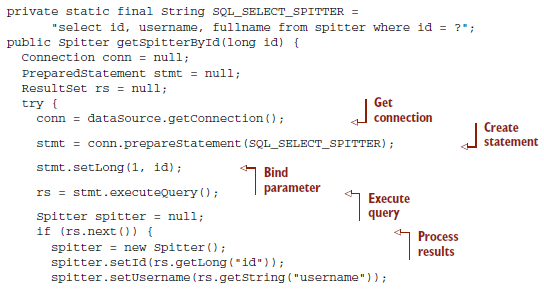 private static final String SQL_SELECT_SPITTER =
"select id, username, fullname from spitter where id = ?";
public Spitter getSpitterById(long id) {
Connection conn = null;
PreparedStatement stmt = null;
ResultSet rs = null;
try {
conn = dataSource.getConnection();
Get
connection
stmt = conn.prepareStatement(SQL_SELECT_SPITTER);
Create
statement
stmt.setLong(1, id);
Bind
parameter
rs = stmt.executeQuery();
Execute
query
Spitter spitter = null;
if (rs.next()) {
Process
results
spitter = new Spitter();
spitter.setId(rs.getLong("id"));
spitter.setUsername(rs.getString("username"));